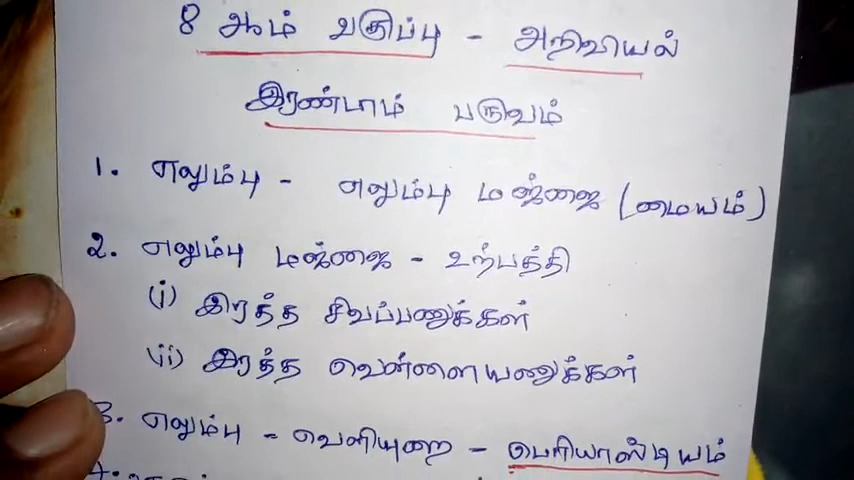 8 ஆம் வகுப்பு - அறிவியல்
இரண்டாம் பருவம்
1. எலும்பு - எலும்பு மஜ்ஜை (மையம்)
2. எலும்பு மஜ்ஜை - உற்பத்தி
(i) இரத்த சிவப்பணுக்கள்
(ii) இரத்த வெள்ளையணுக்கள்
3. எலும்பு - வெளியுறை - பெரியாஸ்டியம்
4.